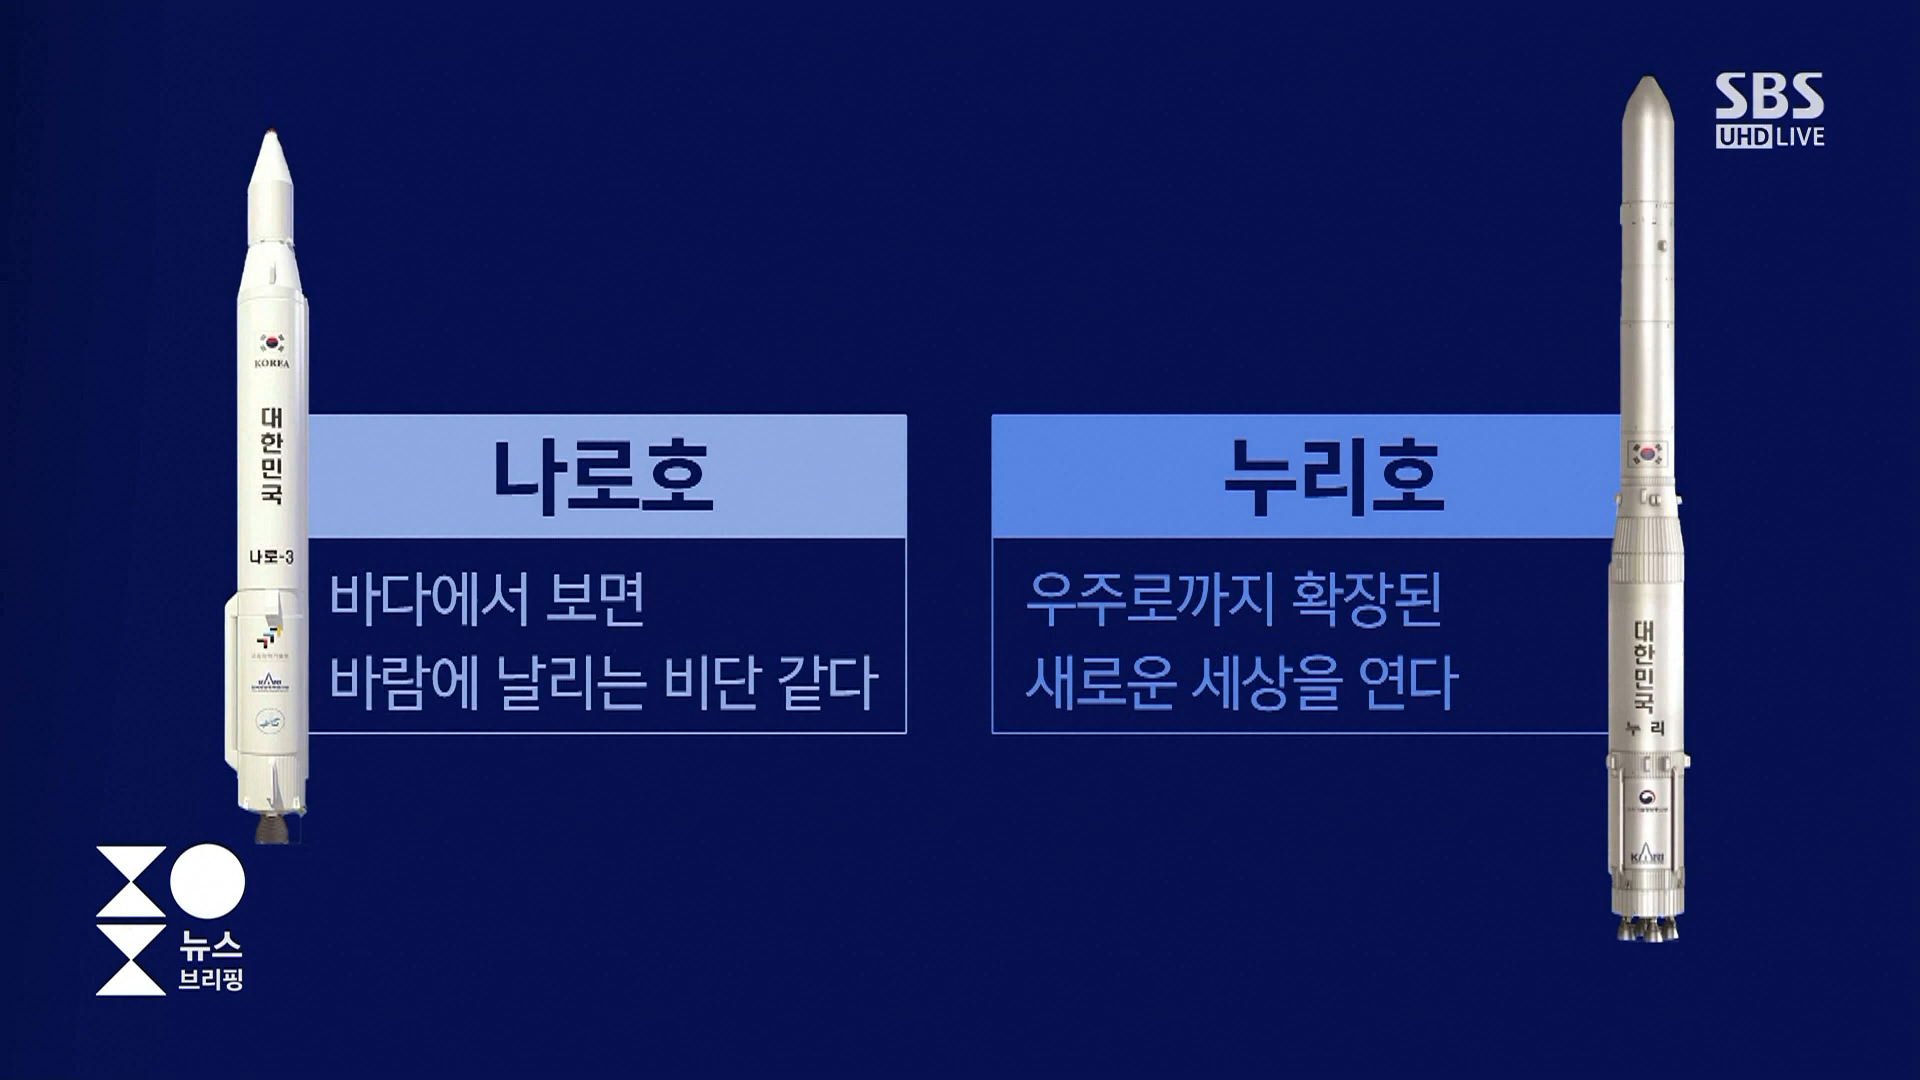 SBS
UHD LIVE
KOREA
대한민국
나로-3
나로호
바다에서 보면
바람에 날리는 비단 같다
누리호
우주로까지 확장된
새로운 세상을 연다
대한민국
누리
KARI
뉴스
브리핑